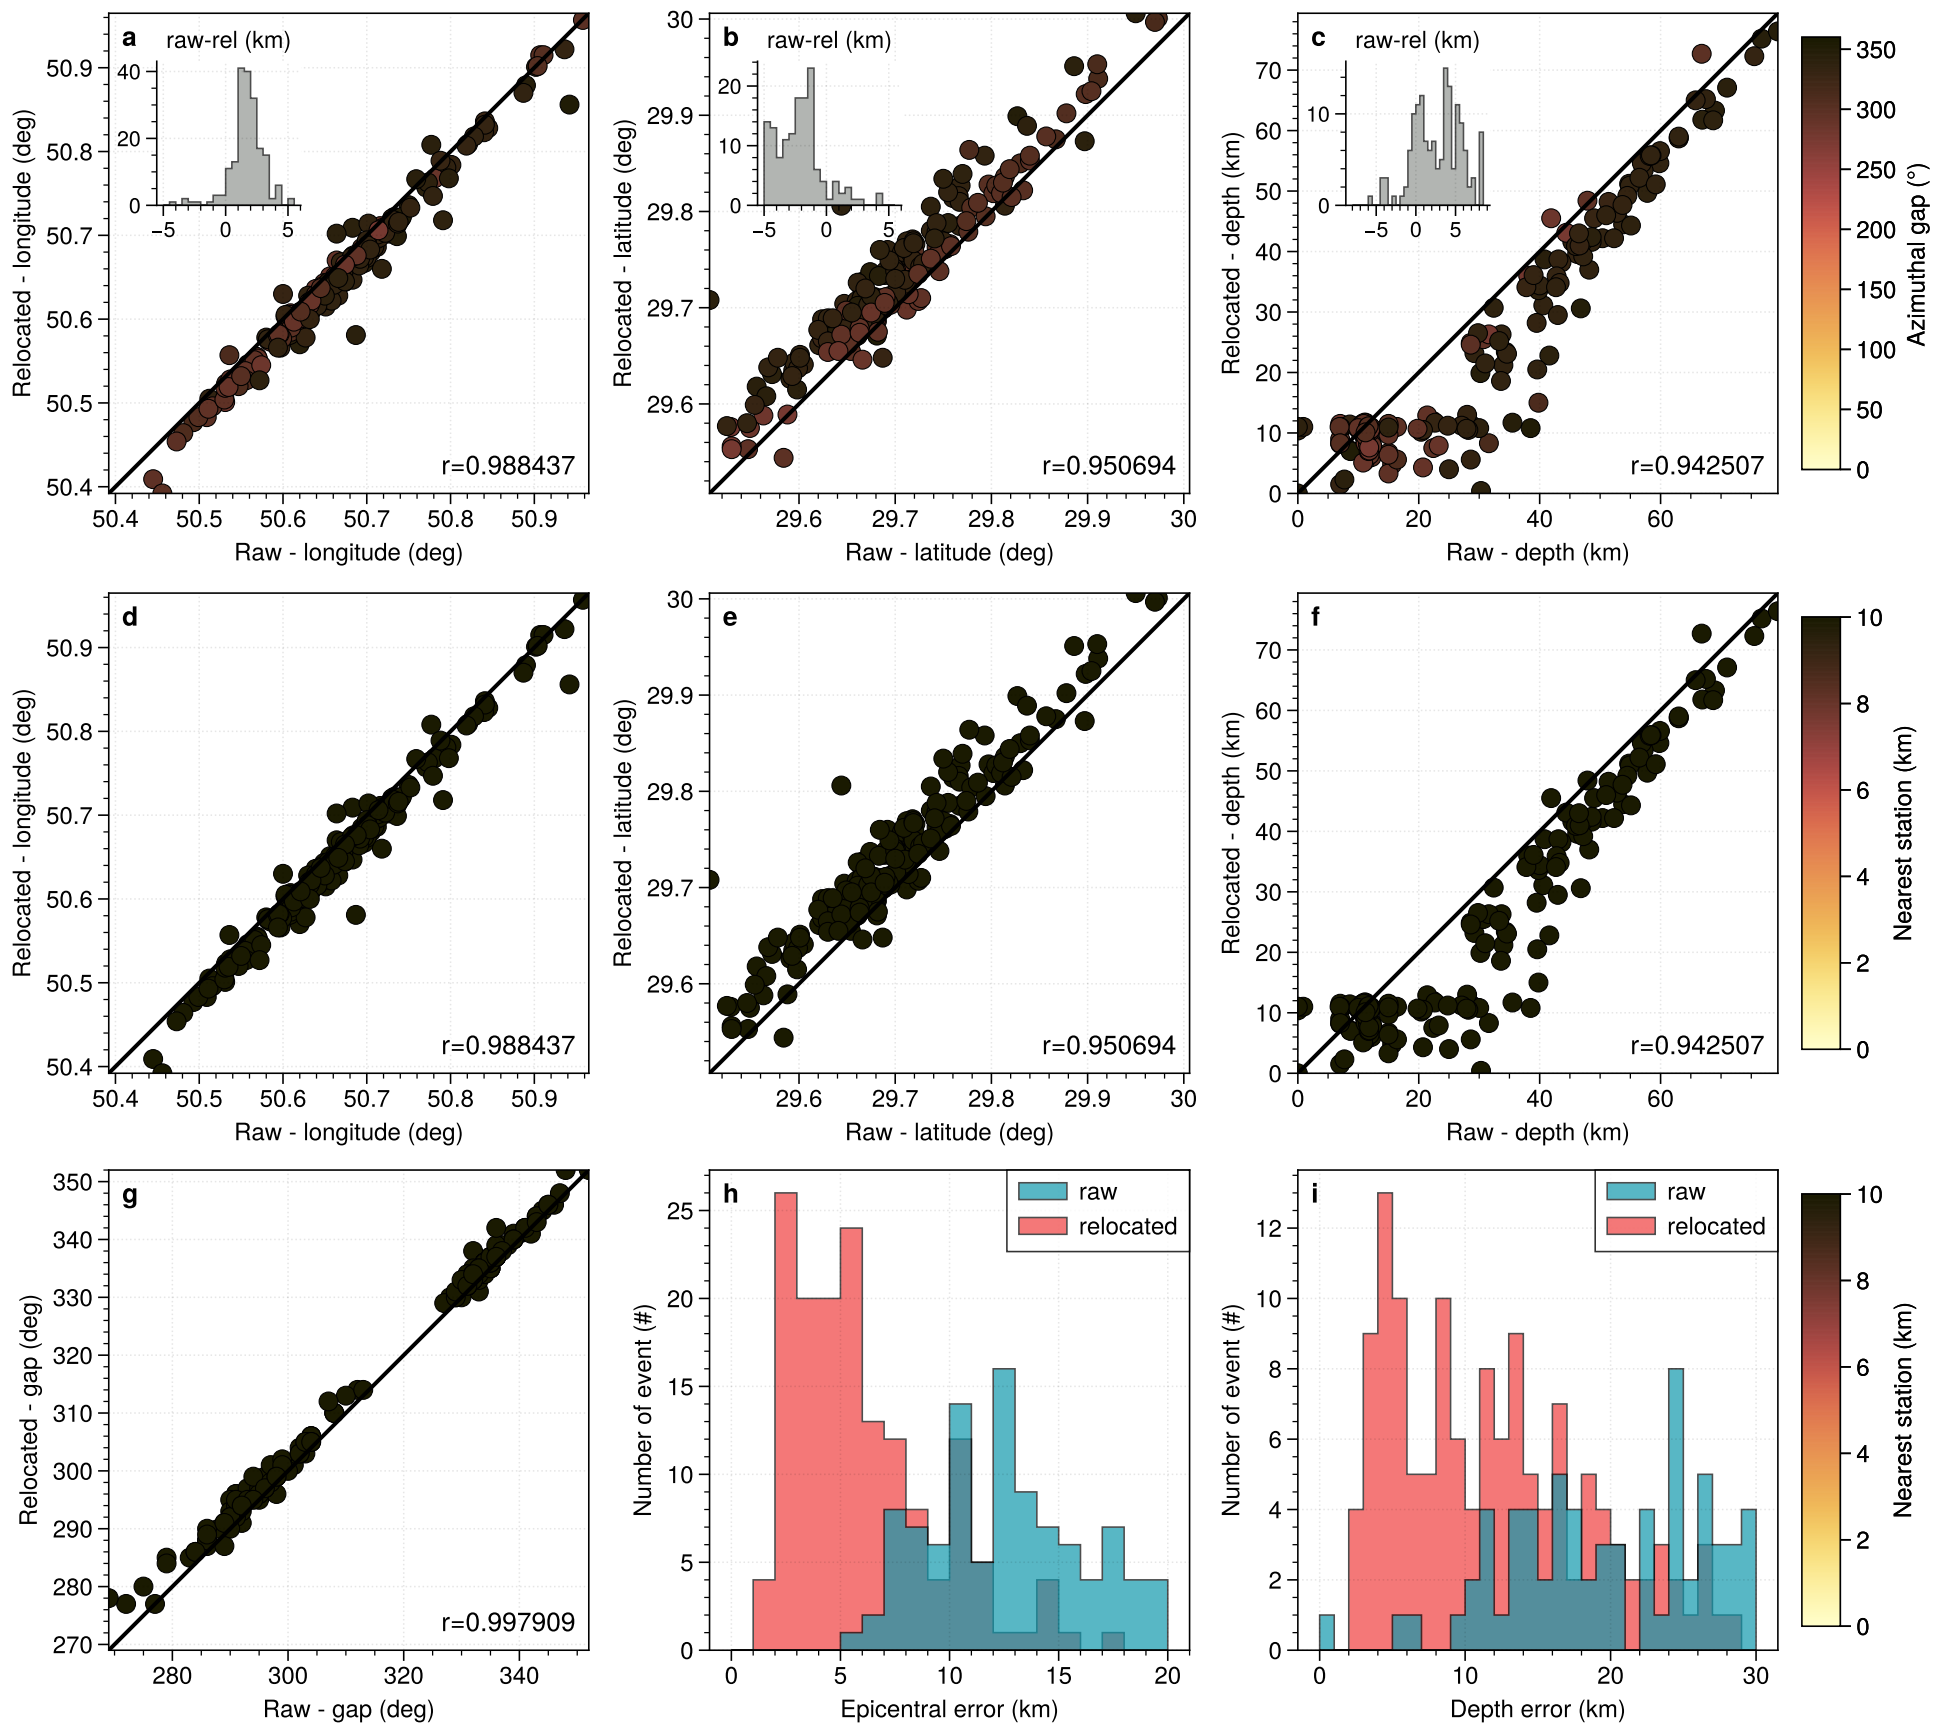 a raw-rel (km)
40
20
0
−5 0 5
50.9
50.8
50.7
50.6
50.5
50.4
Relocated - longitude (deg)
r=0.988437
50.4 50.5 50.6 50.7 50.8 50.9
Raw - longitude (deg)
b raw-rel (km)
20
10
0
−5 0 5
30
29.9
29.8
29.7
29.6
Relocated - latitude (deg)
r=0.950694
29.6 29.7 29.8 29.9 30
Raw - latitude (deg)
c raw-rel (km)
10
0
−5 0 5
70
60
50
40
30
20
10
0
Relocated - depth (km)
r=0.942507
0 20 40 60
Raw - depth (km)
350
300
250
200
150
100
50
0
Azimuthal gap (°)
d
50.9
50.8
50.7
50.6
50.5
50.4
Relocated - longitude (deg)
r=0.988437
50.4 50.5 50.6 50.7 50.8 50.9
Raw - longitude (deg)
e
30
29.9
29.8
29.7
29.6
Relocated - latitude (deg)
r=0.950694
29.6 29.7 29.8 29.9 30
Raw - latitude (deg)
f
70
60
50
40
30
20
10
0
Relocated - depth (km)
r=0.942507
0 20 40 60
Raw - depth (km)
10
8
6
4
2
0
Nearest station (km)
g
350
340
330
320
310
300
290
280
270
Relocated - gap (deg)
r=0.997909
280 300 320 340
Raw - gap (deg)
h
raw
relocated
25
20
15
10
5
0
Number of event (#)
0 5 10 15 20
Epicentral error (km)
i
raw
relocated
12
10
8
6
4
2
0
Number of event (#)
0 10 20 30
Depth error (km)
10
8
6
4
2
0
Nearest station (km)